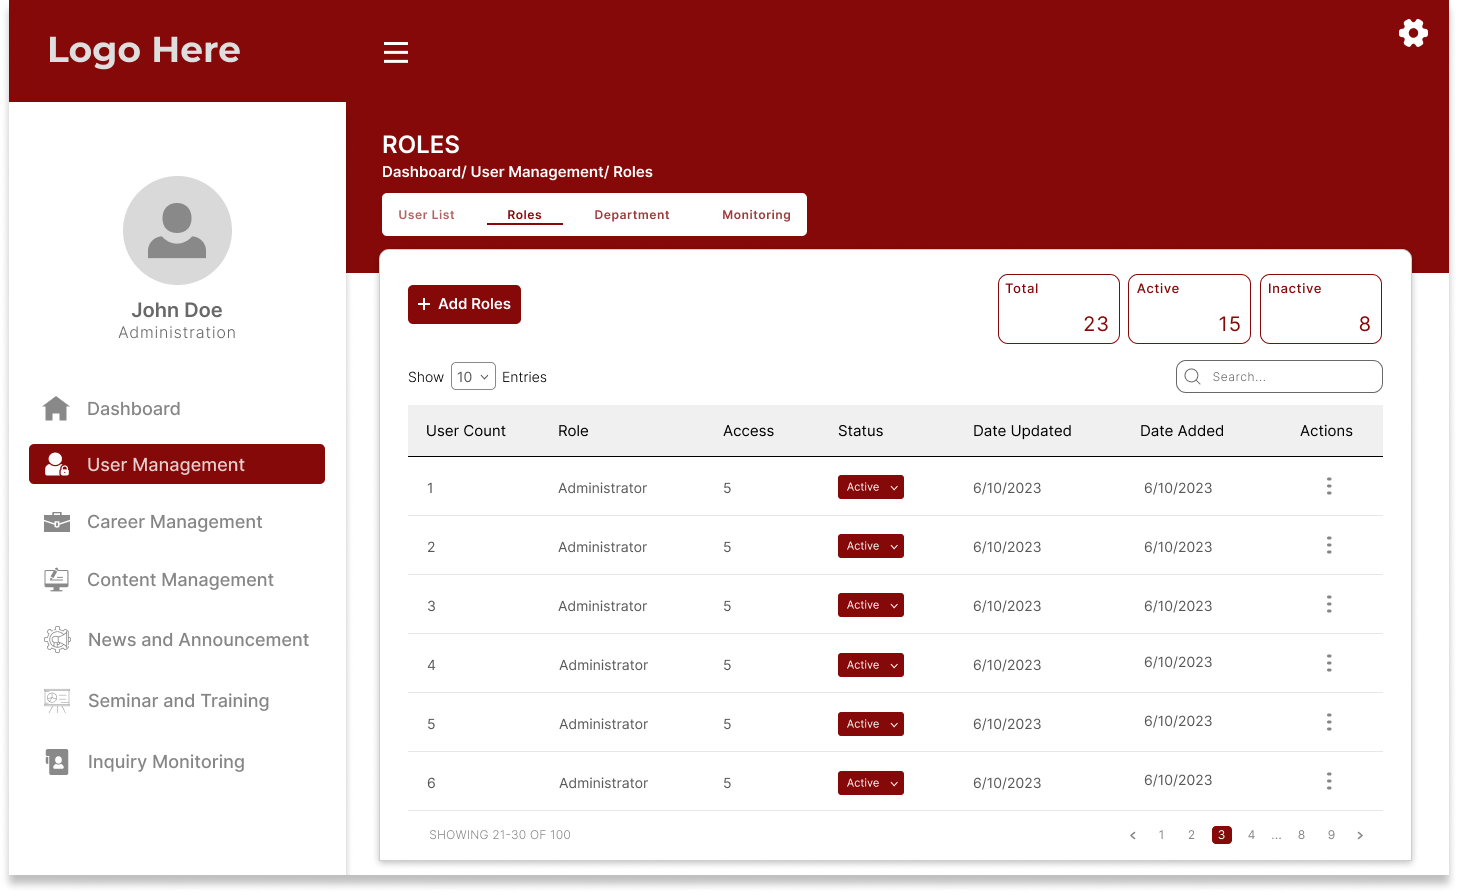 Logo Here
ROLES
Dashboard/ User Management/ Roles
User List Roles Department Monitoring
John Doe
Administration
Dashboard
User Management
Career Management
Content Management
News and Announcement
Seminar and Training
Inquiry Monitoring
+ Add Roles
Total 23
Active 15
Inactive 8
Show 10 Entries
Search...
User Count Role Access Status Date Updated Date Added Actions
1 Administrator 5 Active 6/10/2023 6/10/2023
2 Administrator 5 Active 6/10/2023 6/10/2023
3 Administrator 5 Active 6/10/2023 6/10/2023
4 Administrator 5 Active 6/10/2023 6/10/2023
5 Administrator 5 Active 6/10/2023 6/10/2023
6 Administrator 5 Active 6/10/2023 6/10/2023
SHOWING 21-30 OF 100
< 1 2 3 4 ... 8 9 >